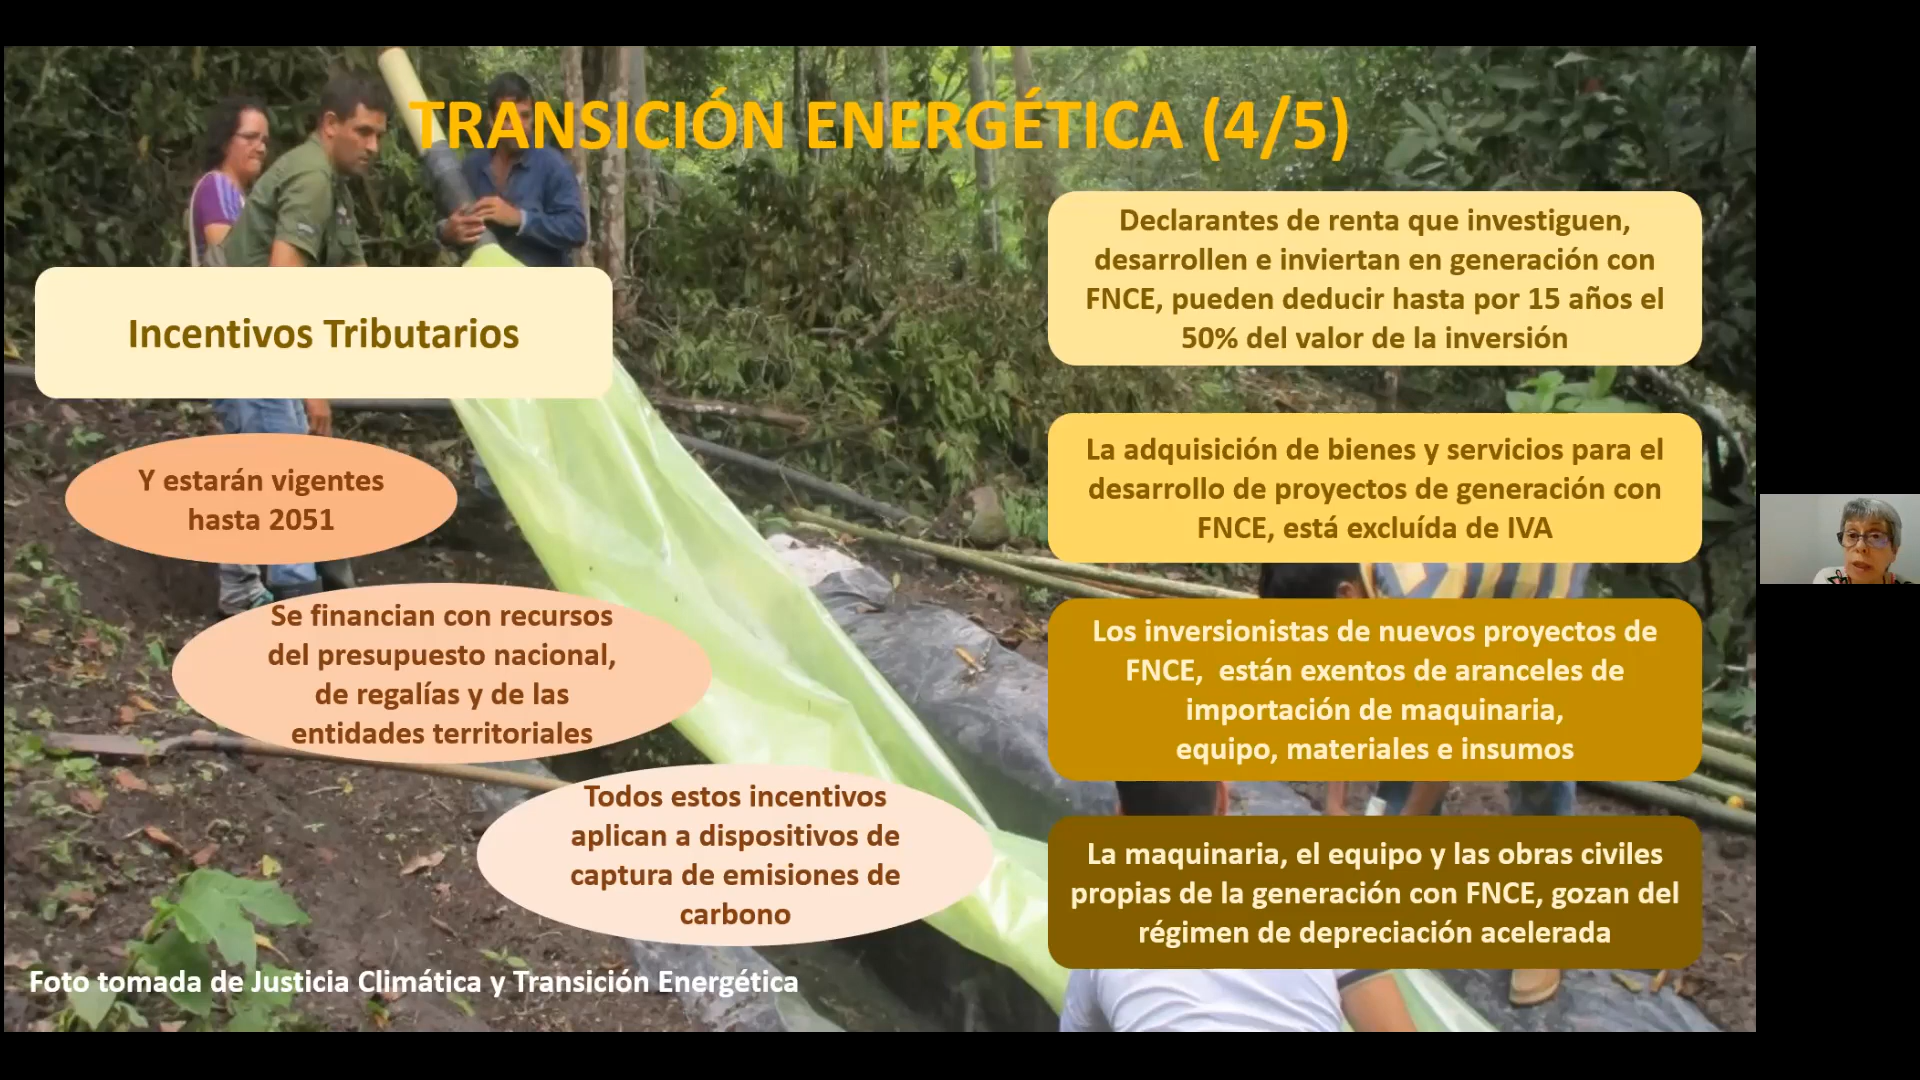 TRANSICIÓN ENERGÉTICA (4/5)
Incentivos Tributarios
Y estarán vigentes
hasta 2051
Se financian con recursos
del presupuesto nacional,
de regalías y de las
entidades territoriales
Todos estos incentivos
aplican a dispositivos de
captura de emisiones de
carbono
Declarantes de renta que investiguen,
desarrollen e inviertan en generación con
FNCE, pueden deducir hasta por 15 años el
50% del valor de la inversión
La adquisición de bienes y servicios para el
desarrollo de proyectos de generación con
FNCE, está excluída de IVA
Los inversionistas de nuevos proyectos de
FNCE, están exentos de aranceles de
importación de maquinaria,
equipo, materiales e insumos
La maquinaria, el equipo y las obras civiles
propias de la generación con FNCE, gozan del
régimen de depreciación acelerada
Foto tomada de Justicia Climática y Transición Energética